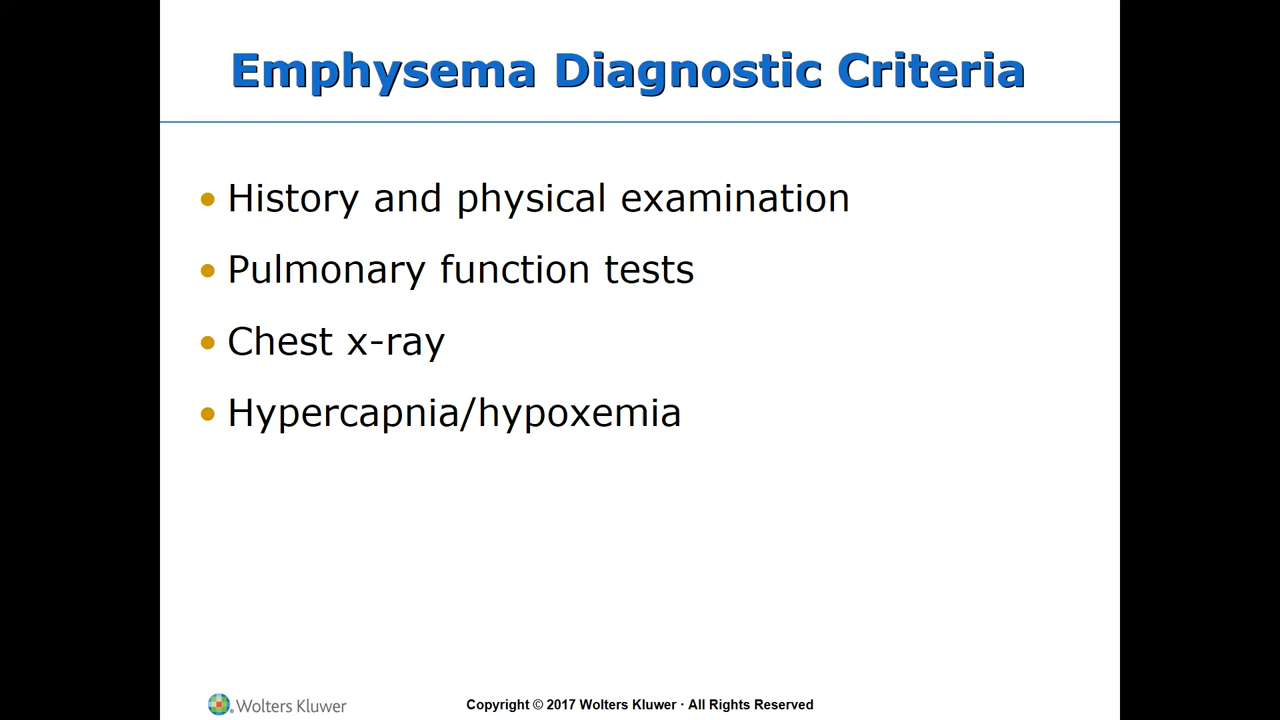 Emphysema Diagnostic Criteria
• History and physical examination
• Pulmonary function tests
• Chest x-ray
• Hypercapnia/hypoxemia
Wolters Kluwer
Copyright © 2017 Wolters Kluwer · All Rights Reserved